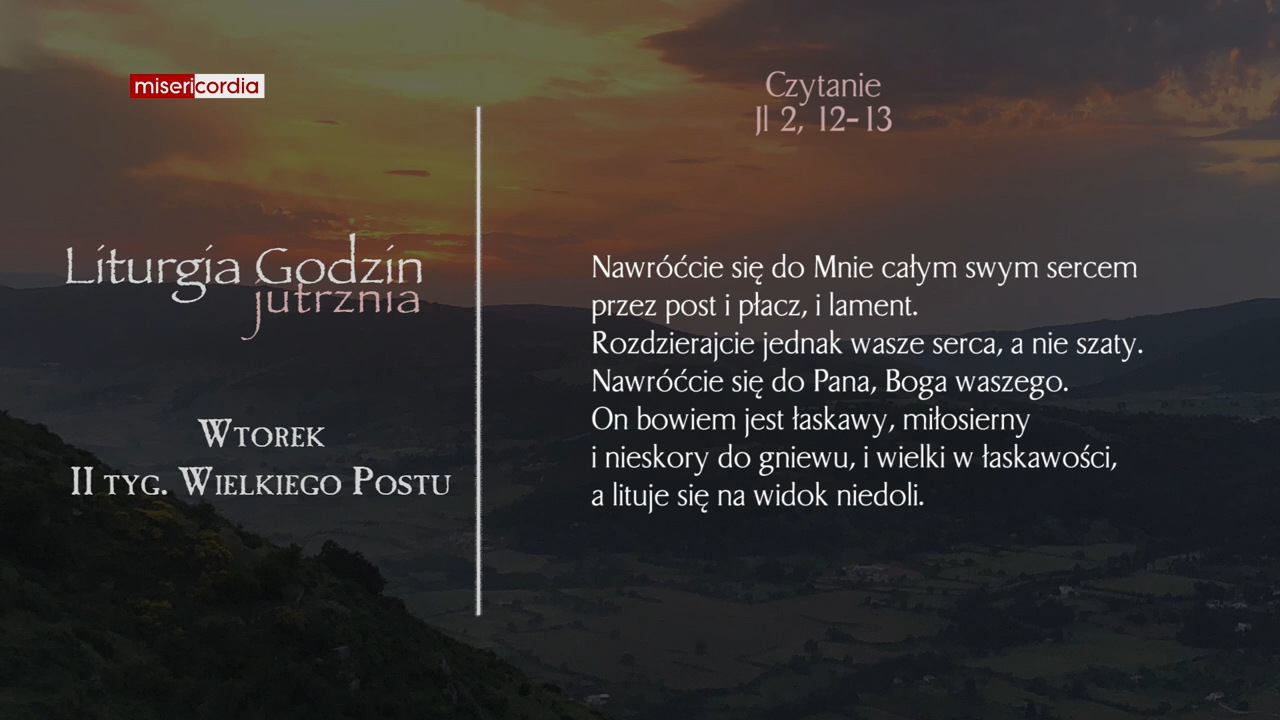 misericordia
Liturgia Godzin
jutrznia
Wtorek
II tyg. Wielkiego Postu
Czytanie
Jl 2, 12-13
Nawróćcie się do Mnie całym swym sercem
przez post i płacz, i lament.
Rozdzierajcie jednak wasze serca, a nie szaty.
Nawróćcie się do Pana, Boga waszego.
On bowiem jest łaskawy, miłosierny
i nieskory do gniewu, i wielki w łaskawości,
a lituje się na widok niedoli.